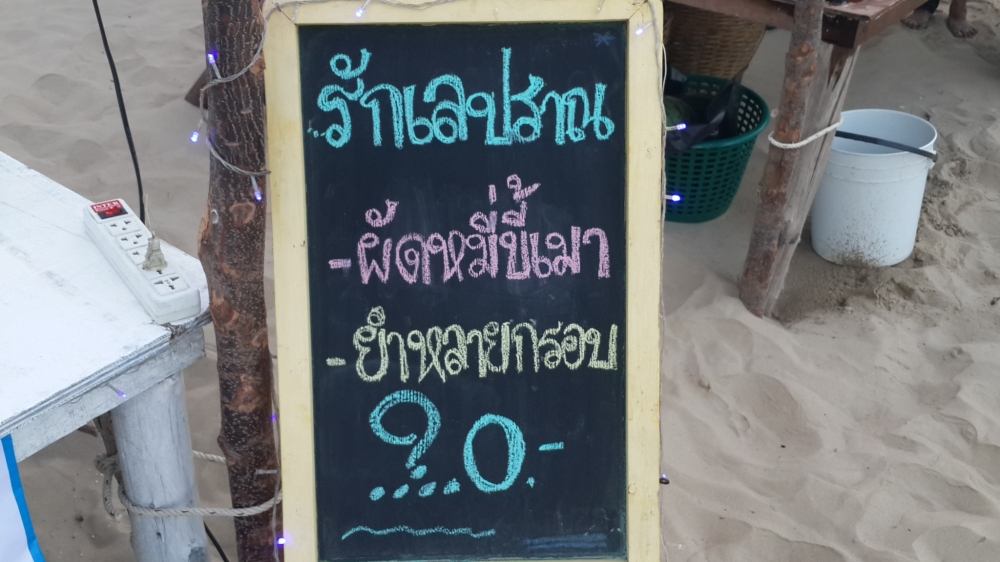 รักเลปราณ
- ผัดหมี่ขี้เมา
- ยำหลายกรอบ
?...0.-
INTER